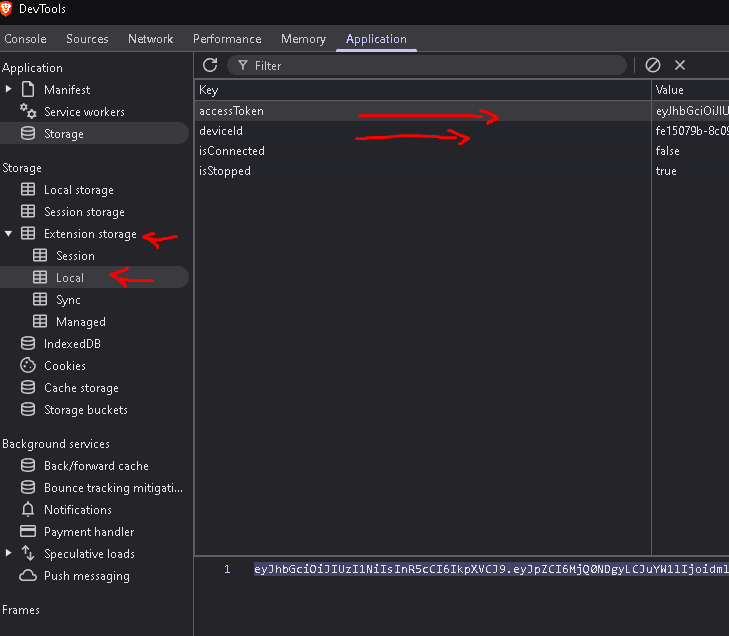 DevTools
Console Sources Network Performance Memory Application
Application
Manifest
Service workers
Storage
Storage
Local storage
Session storage
Extension storage
Session
Local
Sync
Managed
IndexedDB
Cookies
Cache storage
Storage buckets
Background services
Back/forward cache
Bounce tracking mitigati...
Notifications
Payment handler
Speculative loads
Push messaging
Frames
Filter
Key Value
accessToken eyJhbGciOiJIU
deviceId fe15079b-8c09
isConnected false
isStopped true
1 eyJhbGciOiJIUzI1NiIsInR5cCI6IkpXVCJ9.eyJpZCI6MjQ0NDgyLCJuYW1lIjoidml